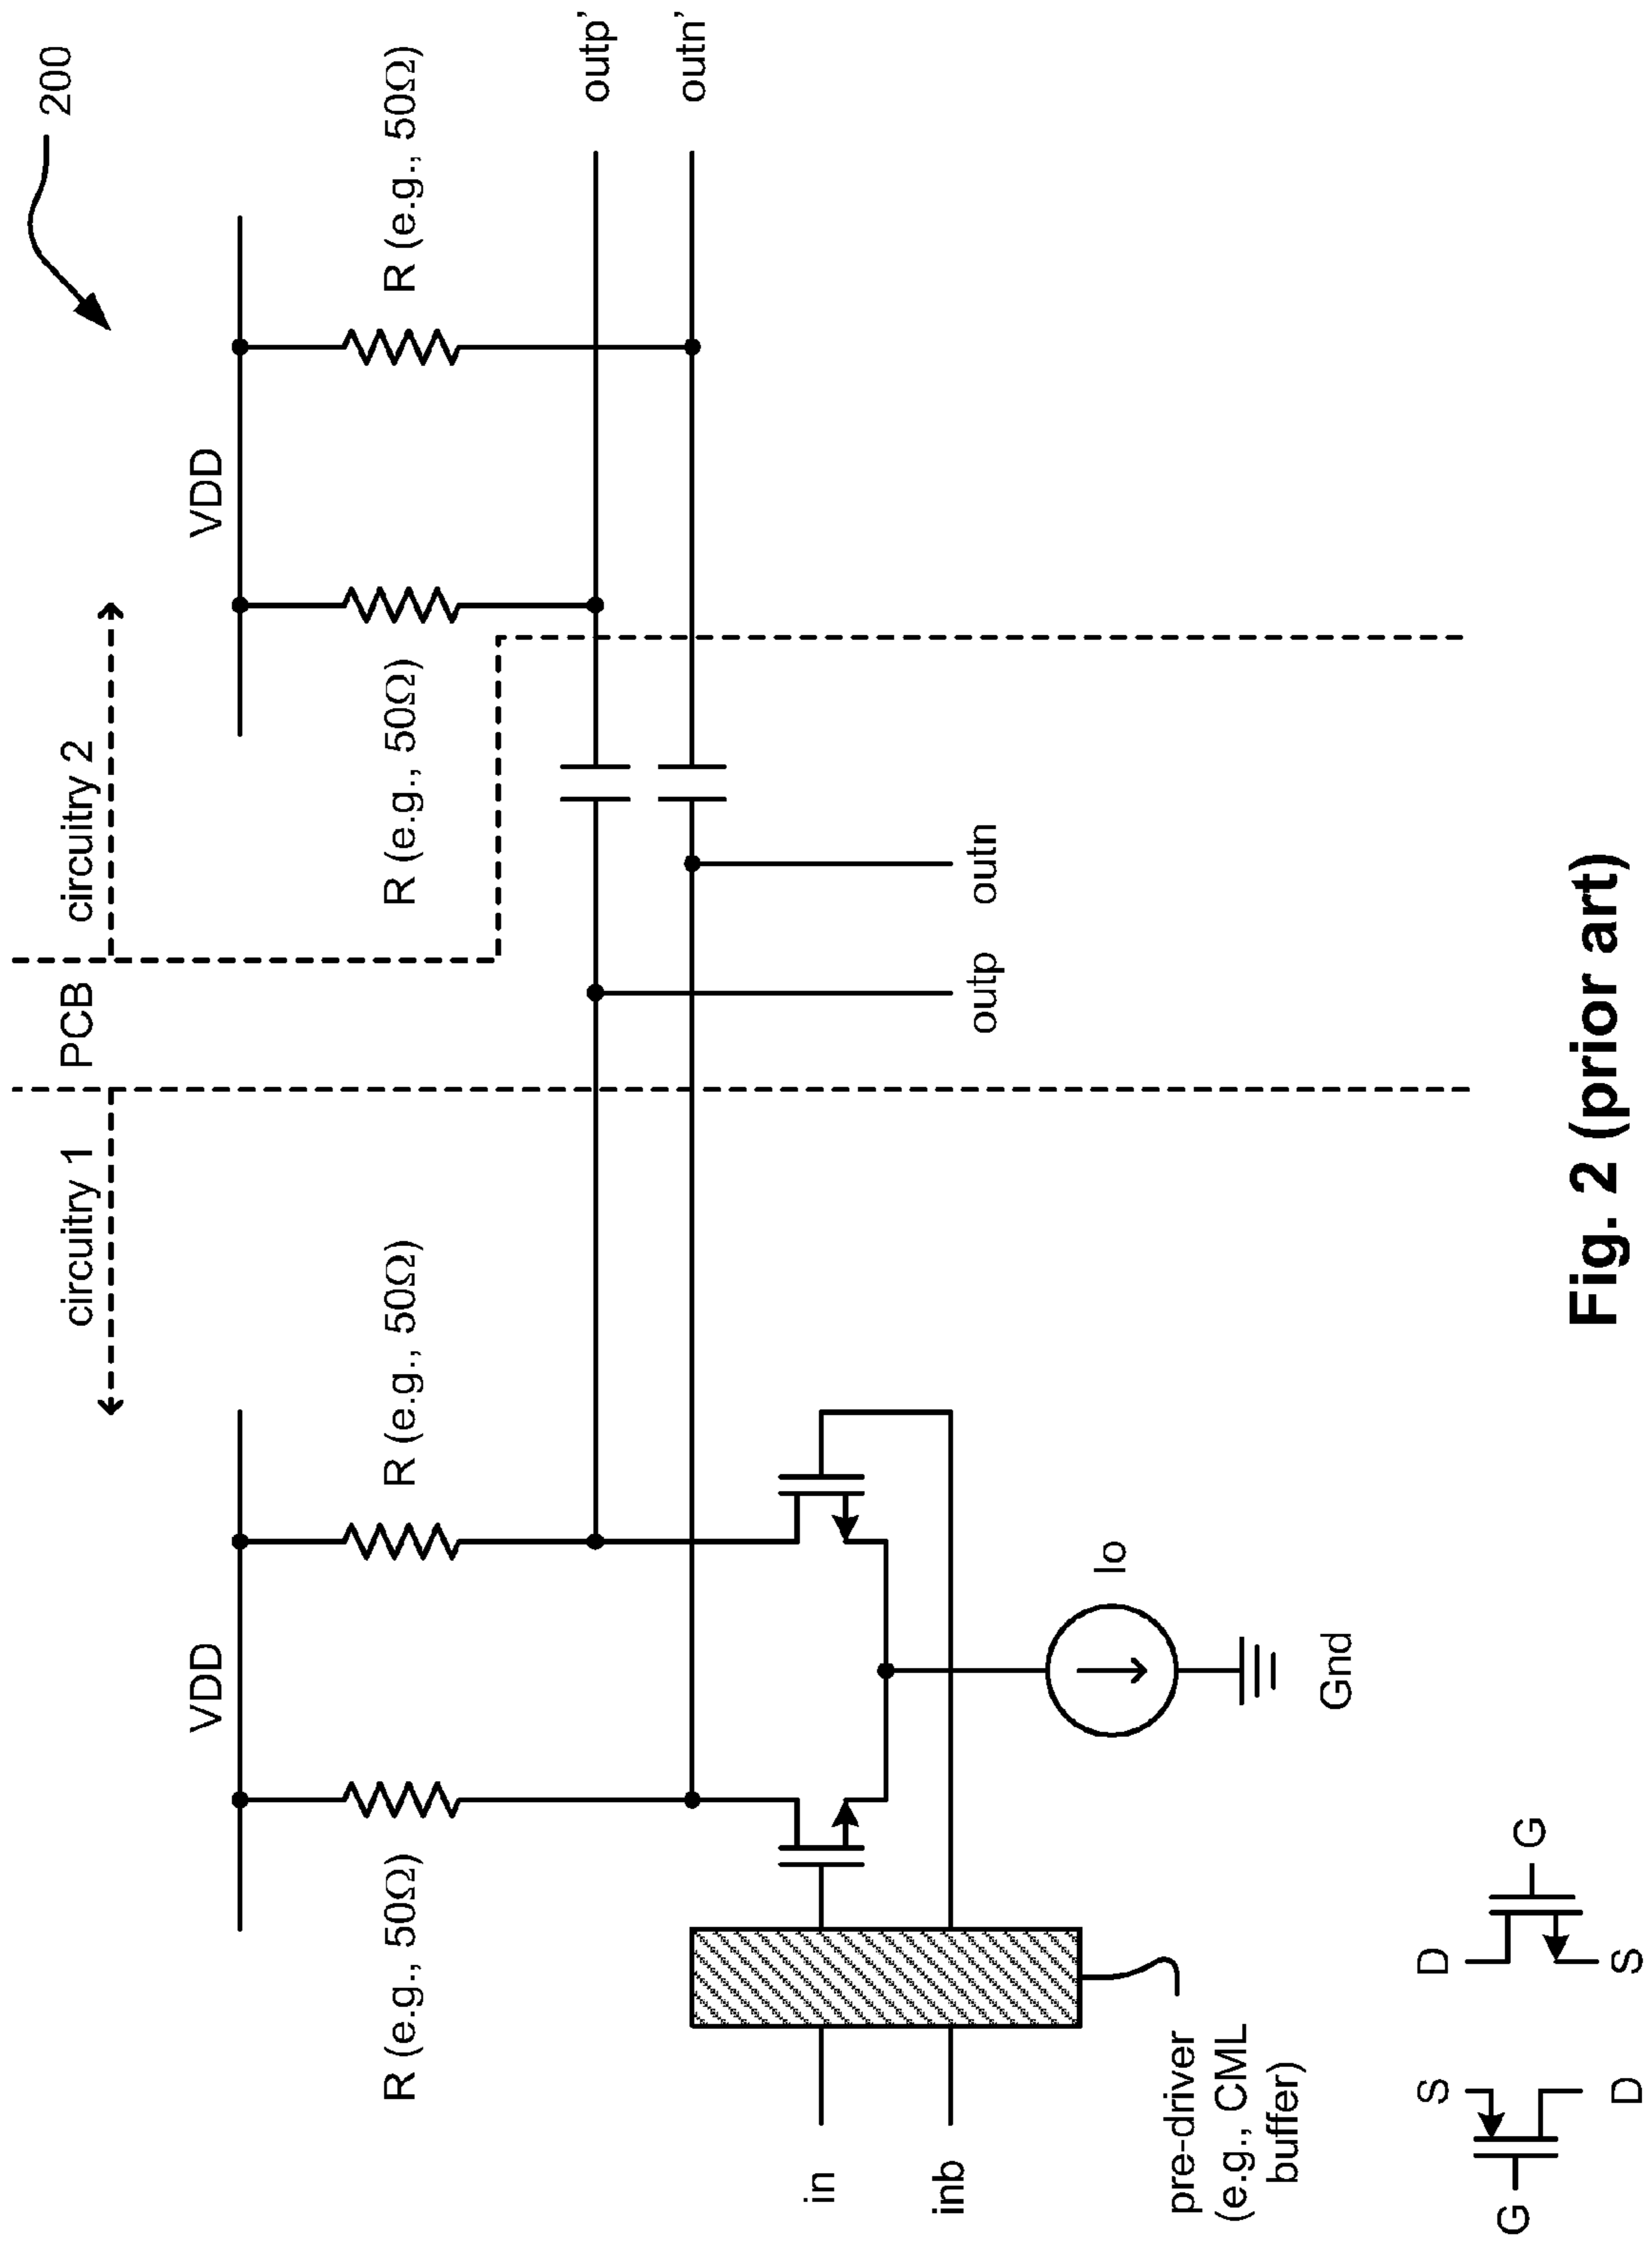 200
circuitry 1
PCB
circuitry 2
VDD
VDD
R (e.g., 50Ω)
R (e.g., 50Ω)
R (e.g., 50Ω)
R (e.g., 50Ω)
outp'
outn'
in
inb
outp
outn
pre-driver
(e.g., CML
buffer)
Io
Gnd
S
G
D
D
G
S
Fig. 2 (prior art)